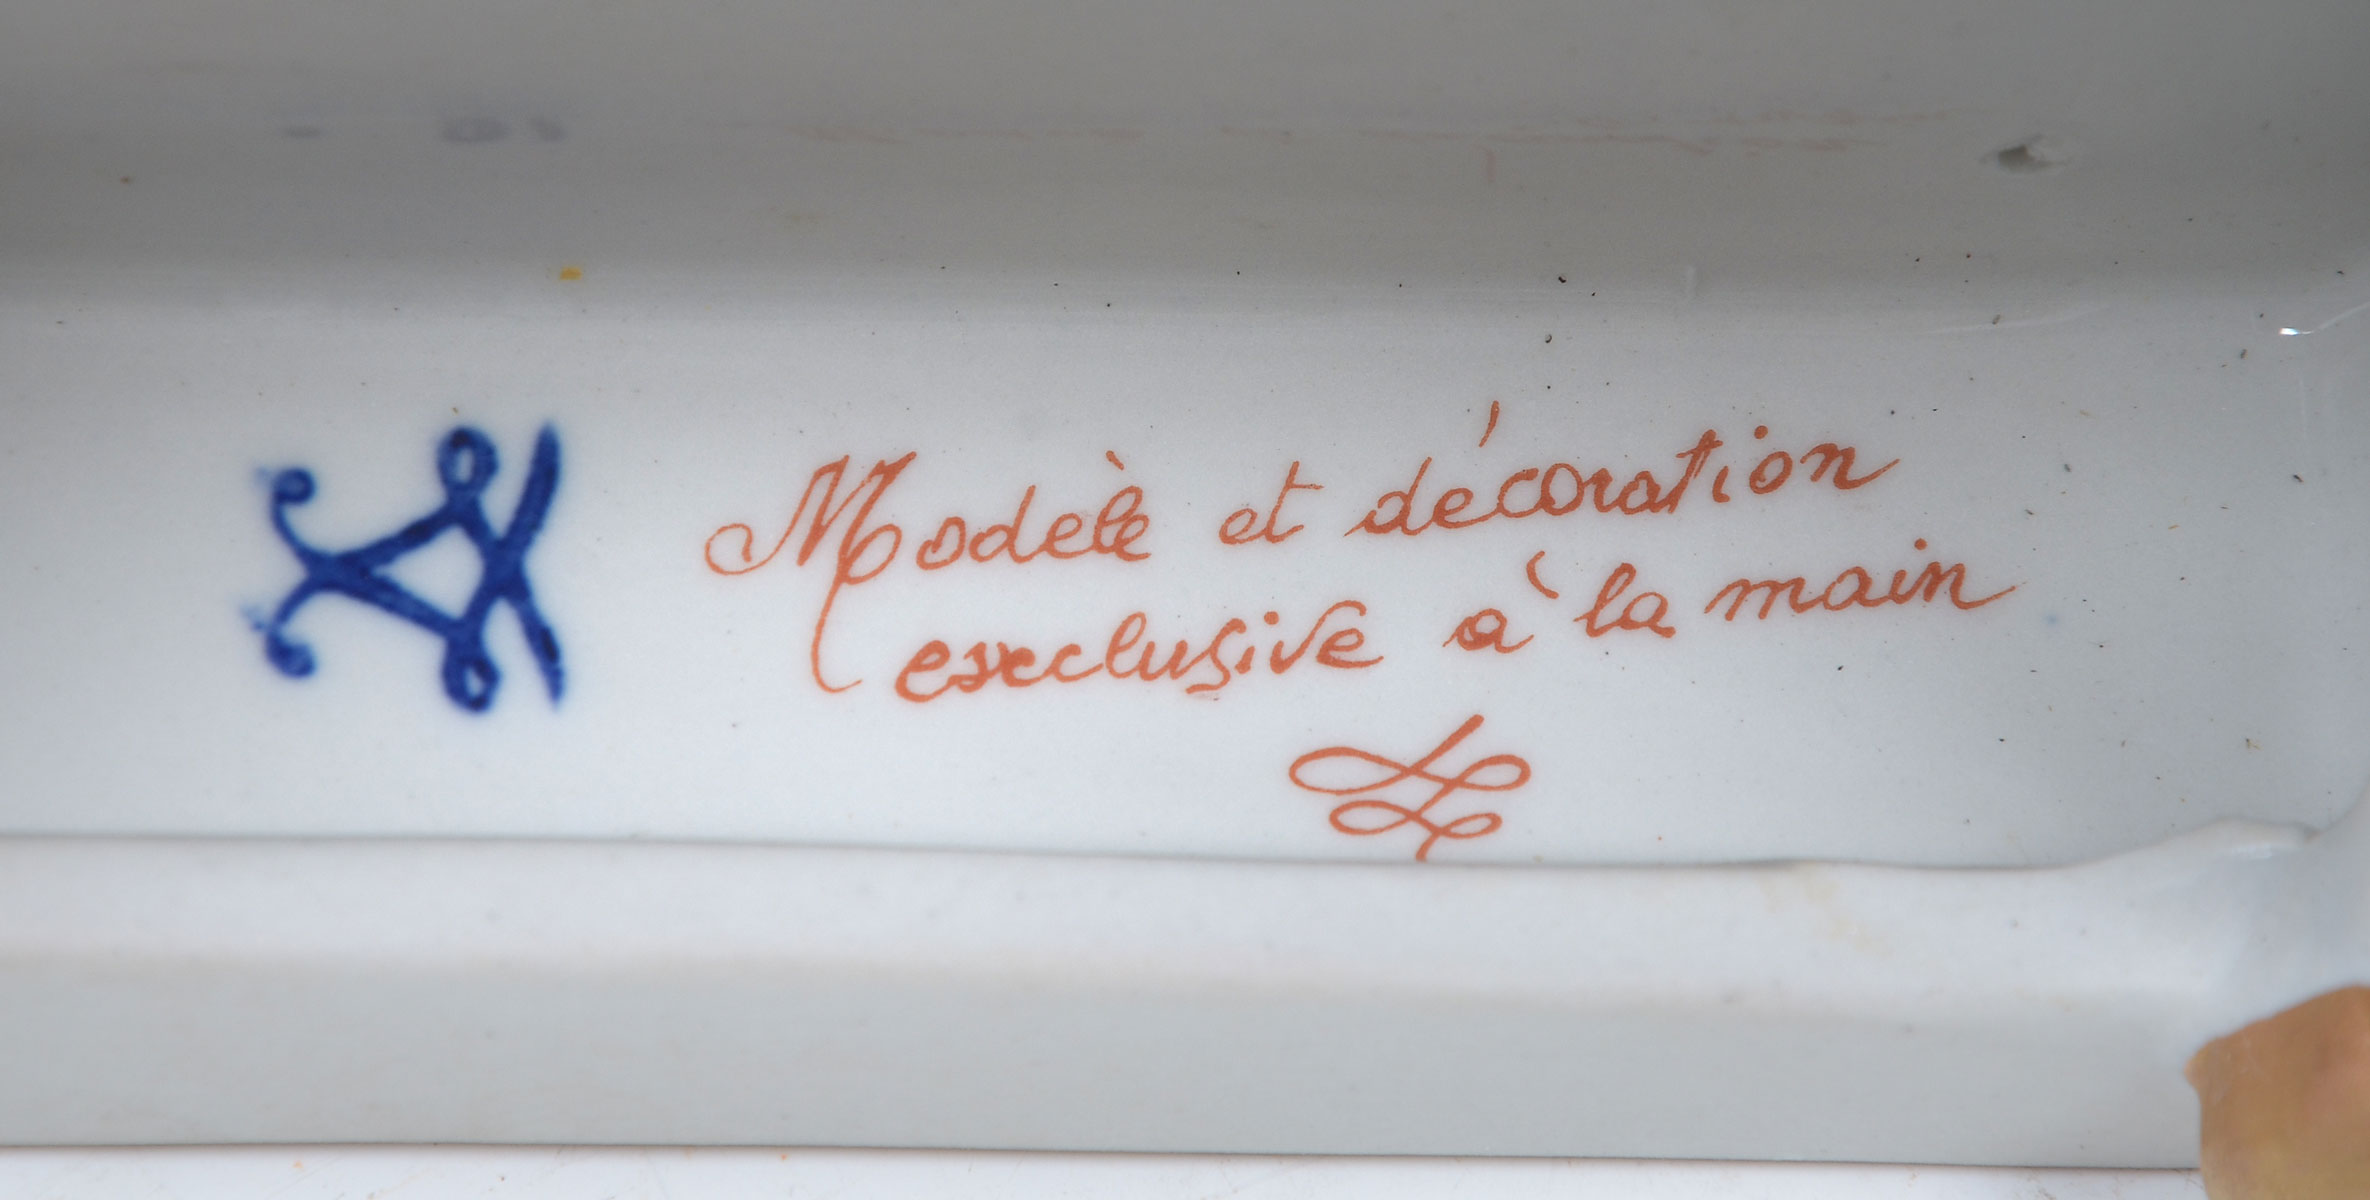 Modèle et décoration
exclusive à la main